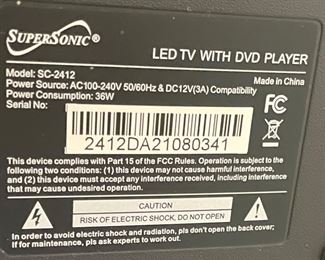 SUPERSONIC®
LED TV WITH DVD PLAYER
Model: SC-2412
Made in China
Power Source: AC100-240V 50/60Hz & DC12V(3A) Compatibility
Power Consumption: 36W
Serial No:
FC
2412DA21080341
This device complies with Part 15 of the FCC Rules. Operation is subject to the
following two conditions: (1) this device may not cause harmful interference,
and (2) this device must accept any interference received, including interference
that may cause undesired operation.
CAUTION
RISK OF ELECTRIC SHOCK, DO NOT OPEN
In order to avoid electric shock and radiation, pls don't open the back cover;
If for maintenance, pls ask experts to work out.